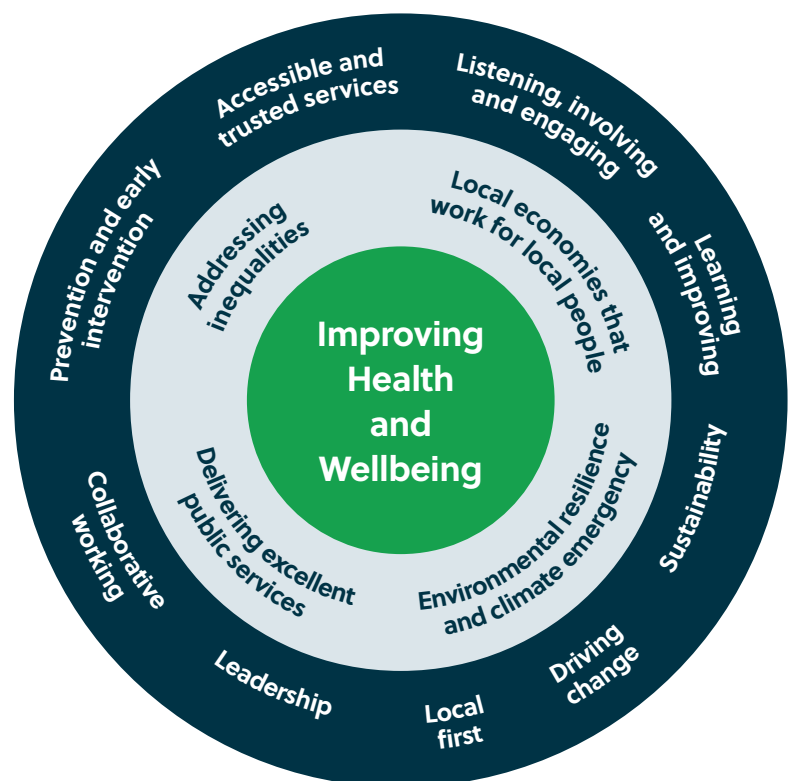 Accessible and
trusted services
Listening, involving
and engaging
Learning
and improving
Sustainability
Driving
change
Local
first
Leadership
Collaborative
working
Prevention and early
intervention
Addressing
inequalities
Local economies that
work for local people
Environmental resilience
and climate emergency
Delivering excellent
public services
Improving
Health
and
Wellbeing